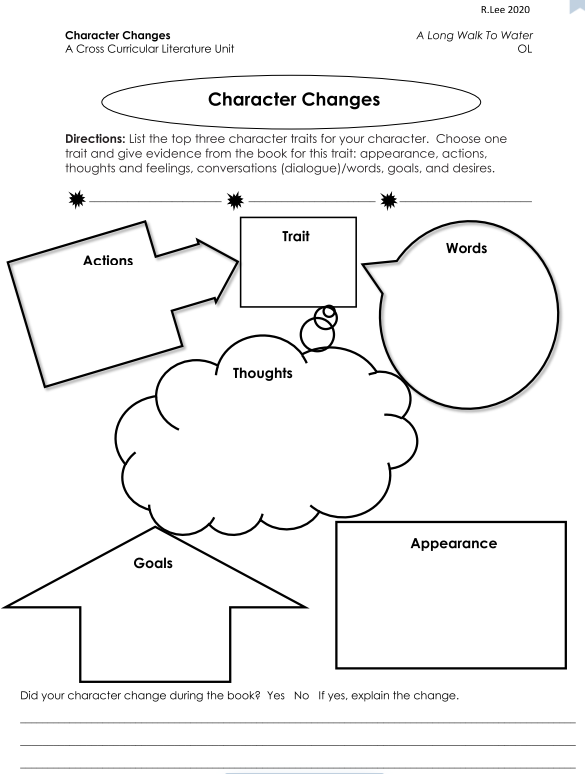 R.Lee 2020
Character Changes
A Long Walk To Water
A Cross Curricular Literature Unit
OL
Character Changes
Directions: List the top three character traits for your character. Choose one
trait and give evidence from the book for this trait: appearance, actions,
thoughts and feelings, conversations (dialogue)/words, goals, and desires.
Trait
Words
Actions
Thoughts
Appearance
Goals
Did your character change during the book? Yes No If yes, explain the change.